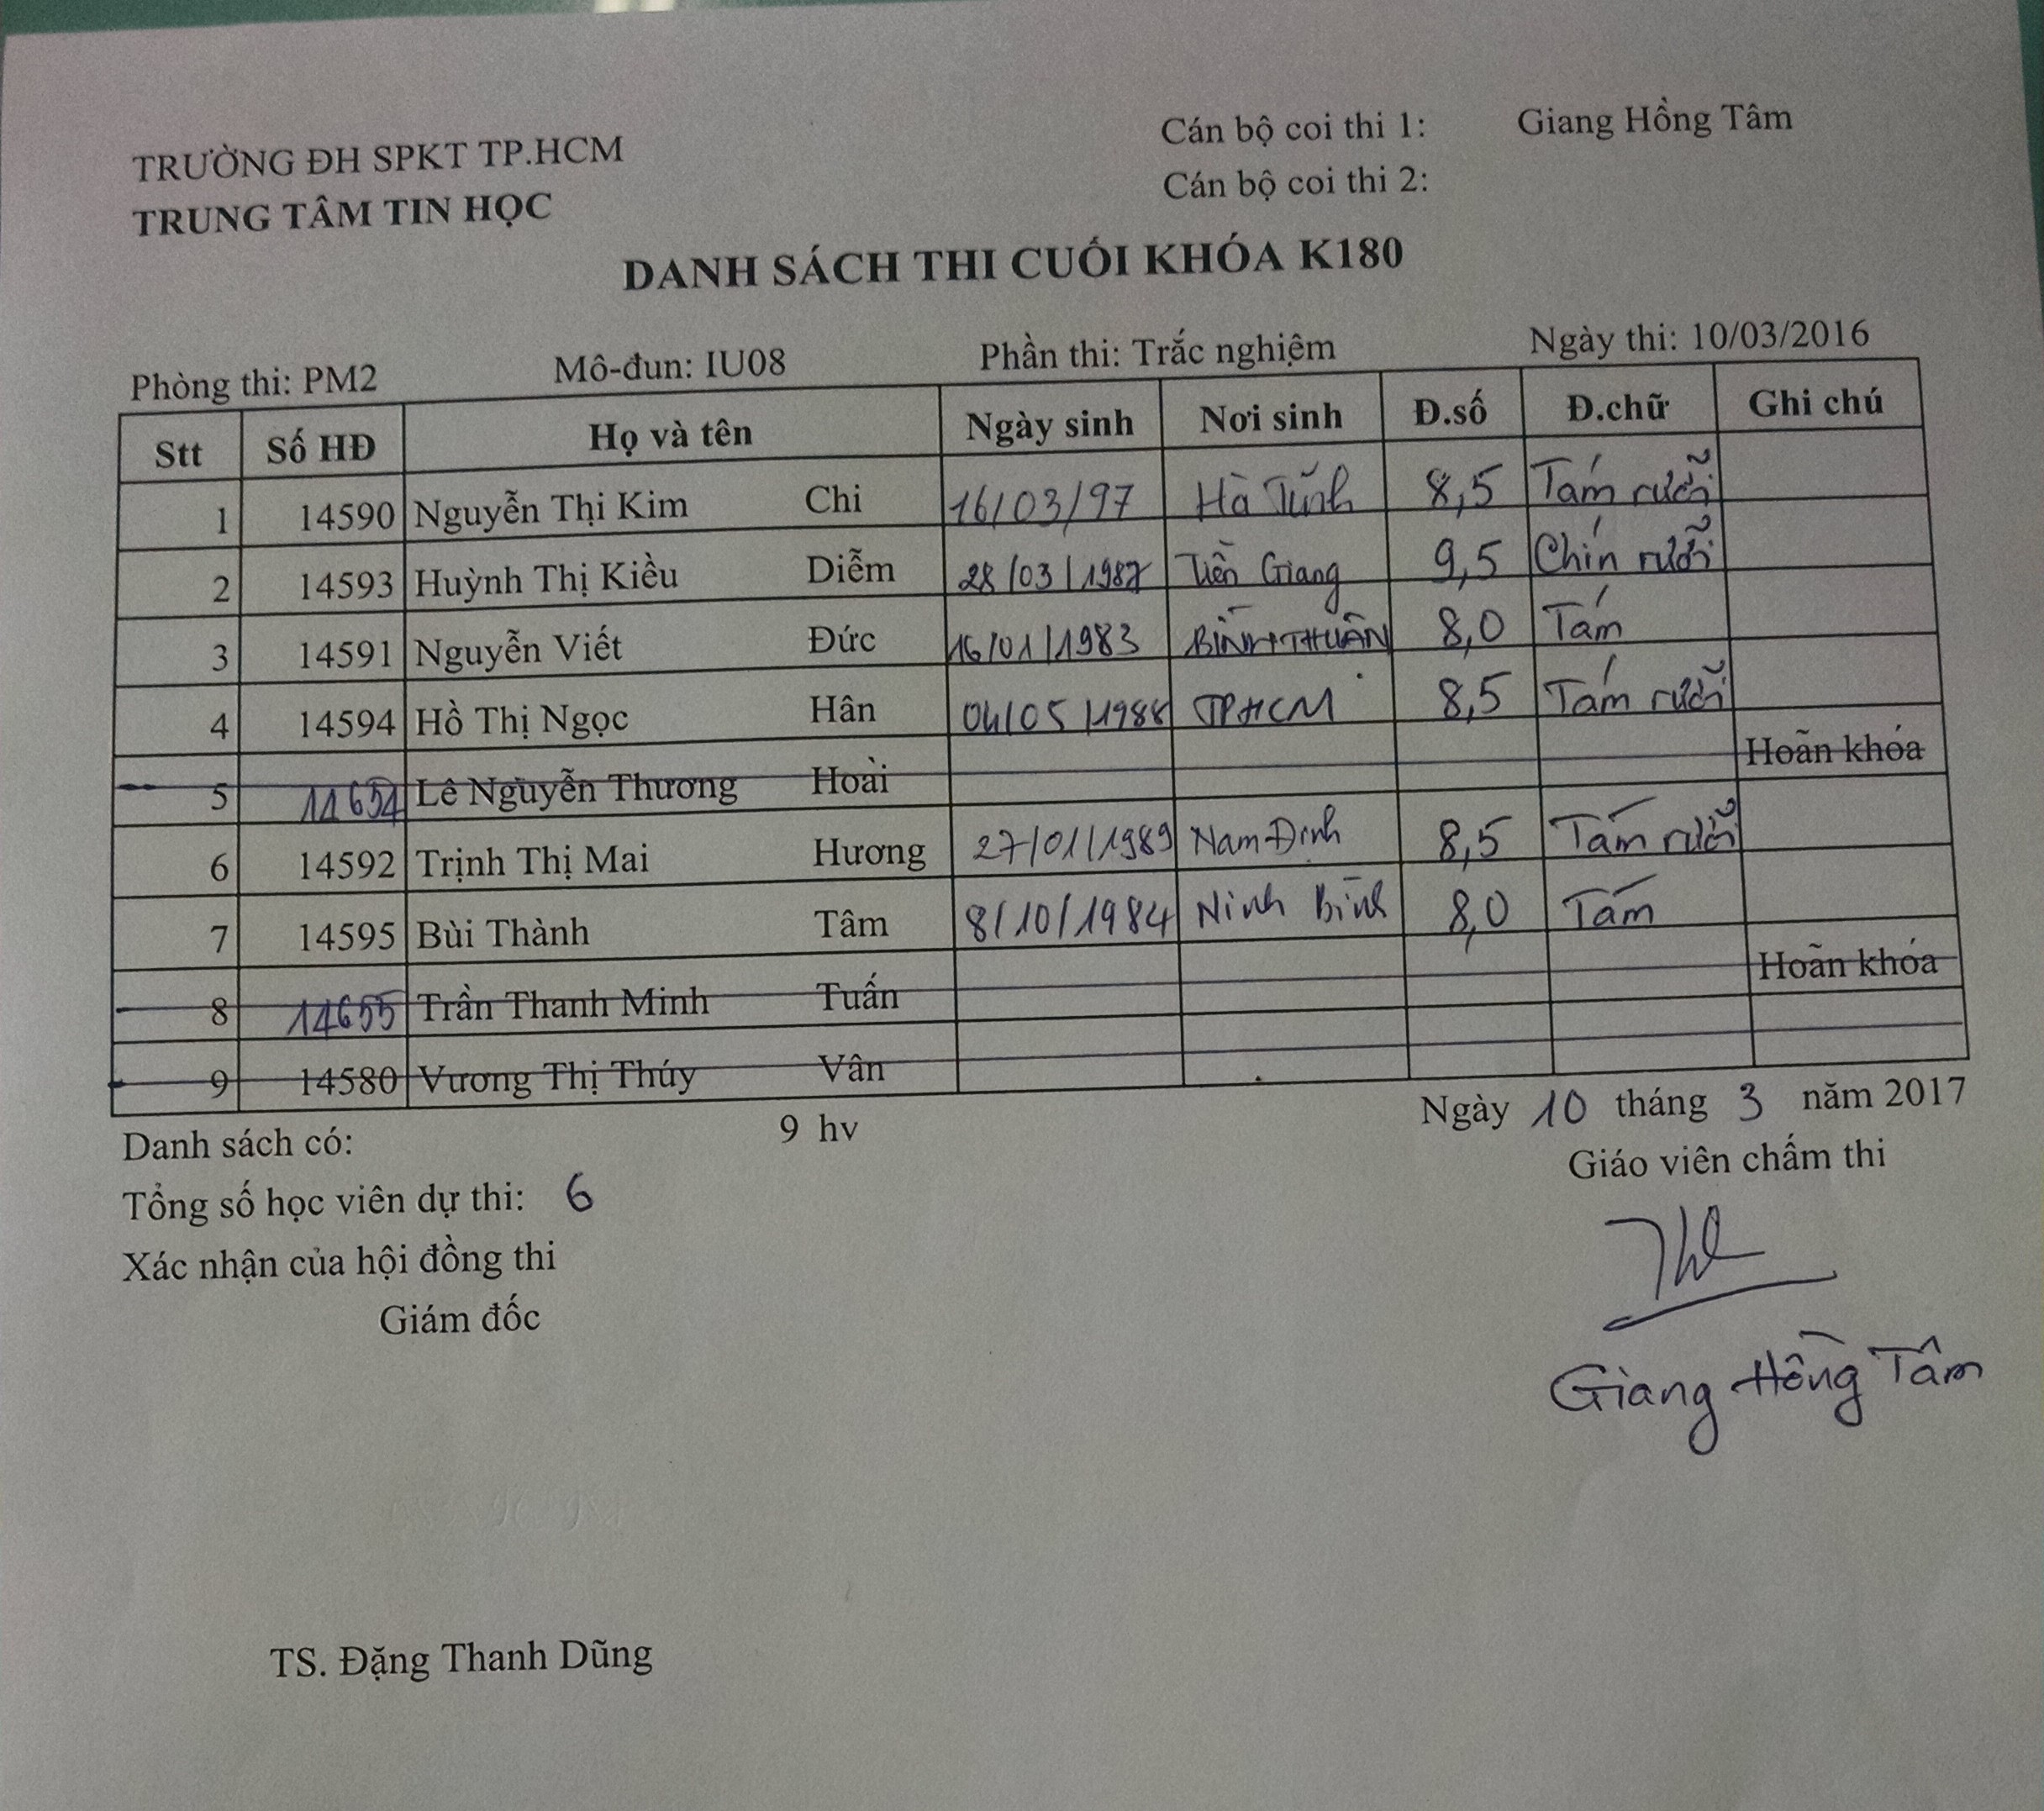 TRƯỜNG ĐH SPKT TP.HCM
TRUNG TÂM TIN HỌC
Cán bộ coi thi 1: Giang Hồng Tâm
Cán bộ coi thi 2:
DANH SÁCH THI CUỐI KHÓA K180
Phòng thi: PM2 Mô-đun: IU08 Phần thi: Trắc nghiệm Ngày thi: 10/03/2016
Stt Số HĐ Họ và tên Ngày sinh Nơi sinh Đ.số Đ.chữ Ghi chú
1 14590 Nguyễn Thị Kim Chi 16/03/97 Hà Tĩnh 8,5 Tám rưỡi
2 14593 Huỳnh Thị Kiều Diễm 28/03/1987 Tiền Giang 9,5 Chín rưỡi
3 14591 Nguyễn Viết Đức 16/01/1983 BÌNH THUẬN 8,0 Tám
4 14594 Hồ Thị Ngọc Hân 04/05/1988 TPHCM 8,5 Tám rưỡi
5 Lê Nguyễn Thương Hoài Hoãn khóa
6 14592 Trịnh Thị Mai Hương 27/01/1989 Nam Định 8,5 Tám rưỡi
7 14595 Bùi Thành Tâm 8/10/1984 Ninh Bình 8,0 Tám
8 14655 Trần Thanh Minh Tuấn Hoãn khóa
9 14580 Vương Thị Thúy Vân
Danh sách có: 9 hv
Ngày 10 tháng 3 năm 2017
Tổng số học viên dự thi: 6
Giáo viên chấm thi
Xác nhận của hội đồng thi
Giám đốc
Giang Hồng Tâm
TS. Đặng Thanh Dũng